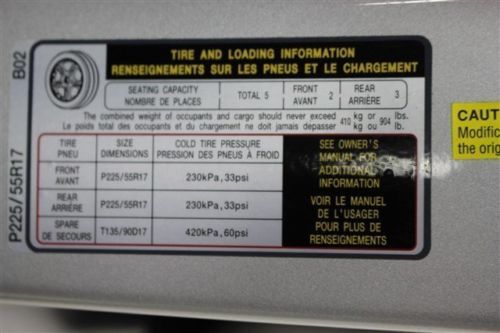 TIRE AND LOADING INFORMATION
RENSEIGNEMENTS SUR LES PNEUS ET LE CHARGEMENT
SEATING CAPACITY
NOMBRE DE PLACES
TOTAL 5
FRONT
AVANT 2
REAR
ARRIÈRE 3
The combined weight of occupants and cargo should never exceed 410 kg or 904 lbs.
Le poids total des occupants et du chargement ne doit jamais depasser 410 kg ou 904 lb.
TIRE
PNEU
SIZE
DIMENSIONS
COLD TIRE PRESSURE
PRESSION DES PNEUS À FROID
FRONT
AVANT
P225/55R17
230kPa,33psi
REAR
ARRIÈRE
P225/55R17
230kPa,33psi
SPARE
DE SECOURS
T135/90D17
420kPa,60psi
SEE OWNER'S
MANUAL FOR
ADDITIONAL
INFORMATION
VOIR LE MANUEL
DE L'USAGER
POUR PLUS DE
RENSEIGNEMENTS
P225/55R17
B02
CAUT
Modific
the orig